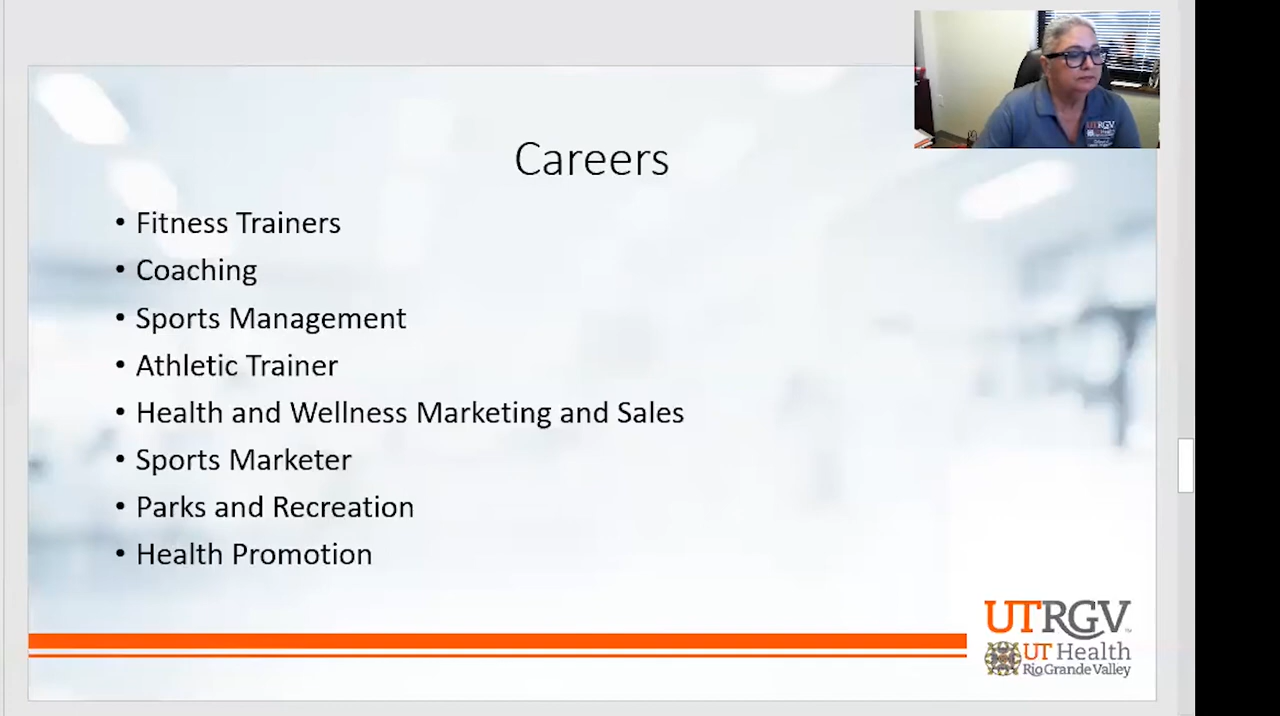 Careers
• Fitness Trainers
• Coaching
• Sports Management
• Athletic Trainer
• Health and Wellness Marketing and Sales
• Sports Marketer
• Parks and Recreation
• Health Promotion
UTRGV
UT Health
Rio Grande Valley
UTRGV